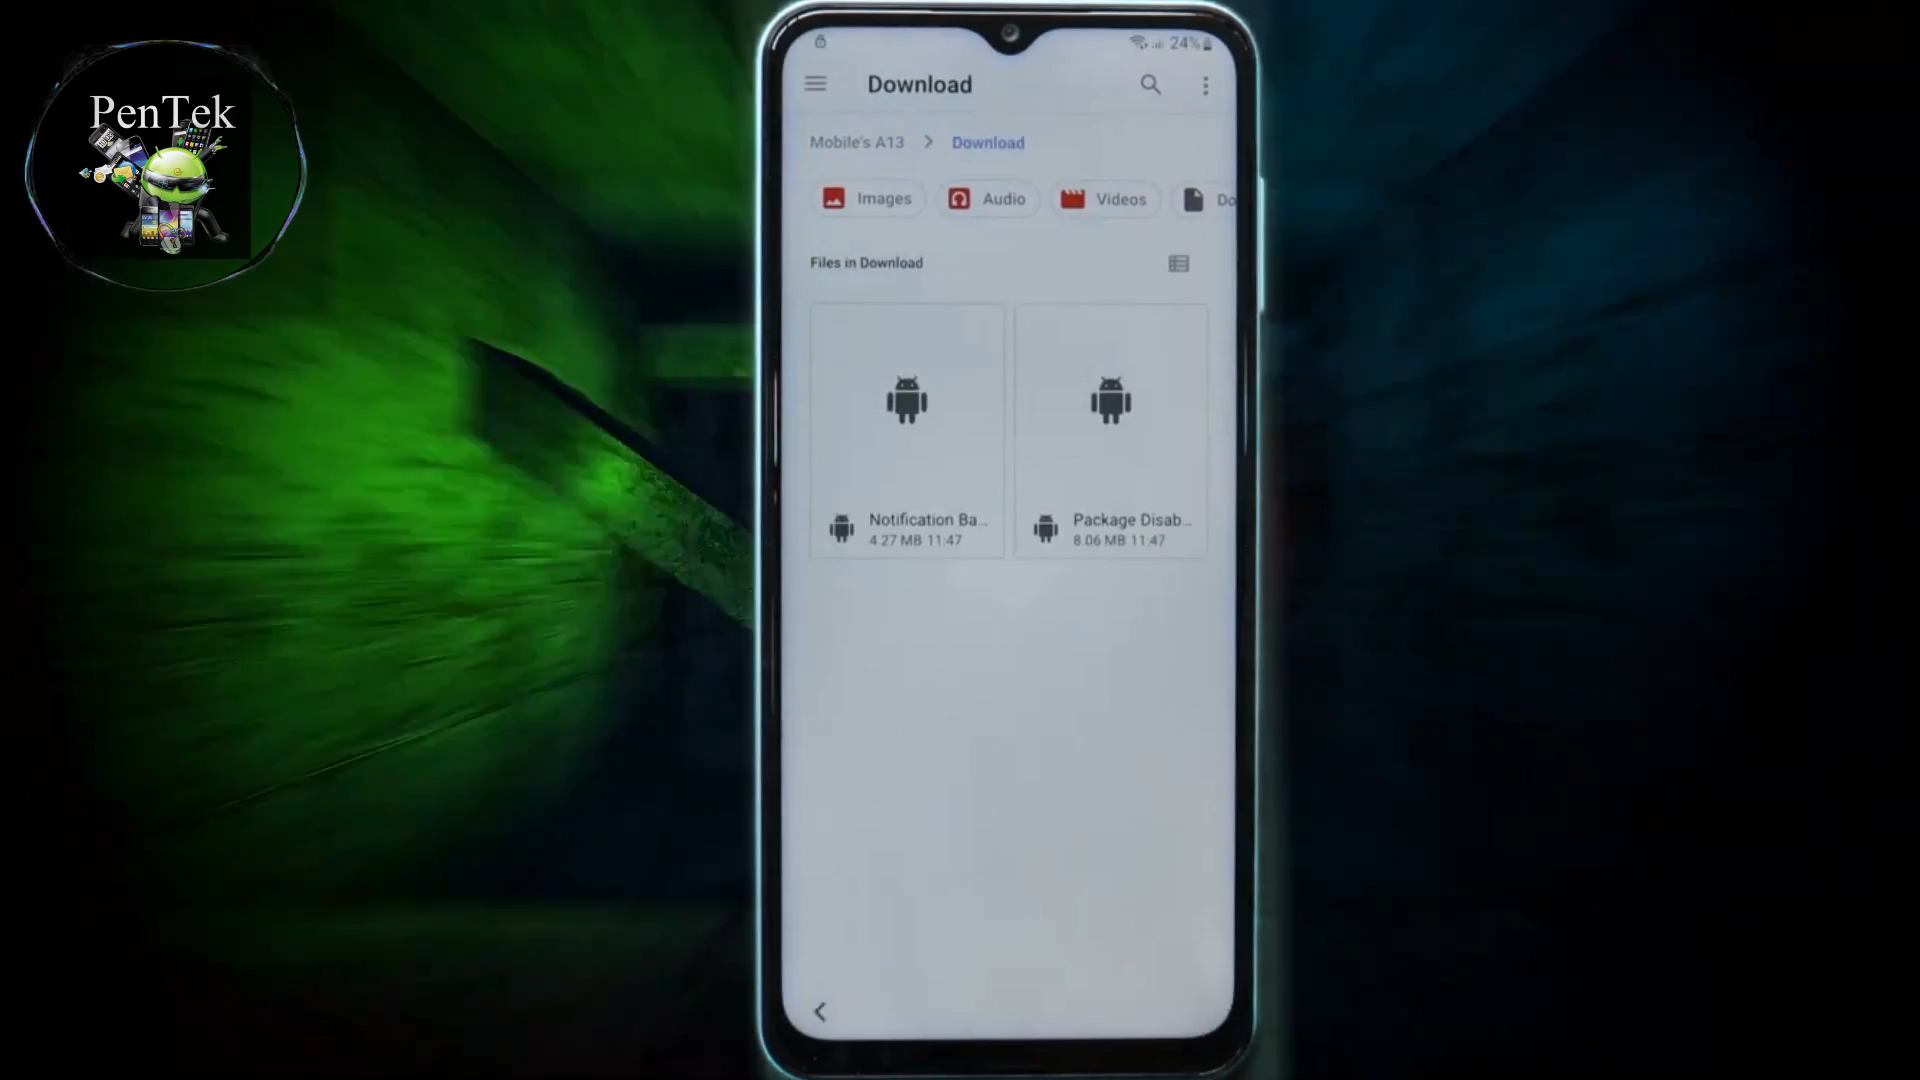 PenTek
24%
Download
Mobile's A13 > Download
Images
Audio
Videos
Do
Files in Download
Notification Ba...
4.27 MB 11:47
Package Disab...
8.06 MB 11:47